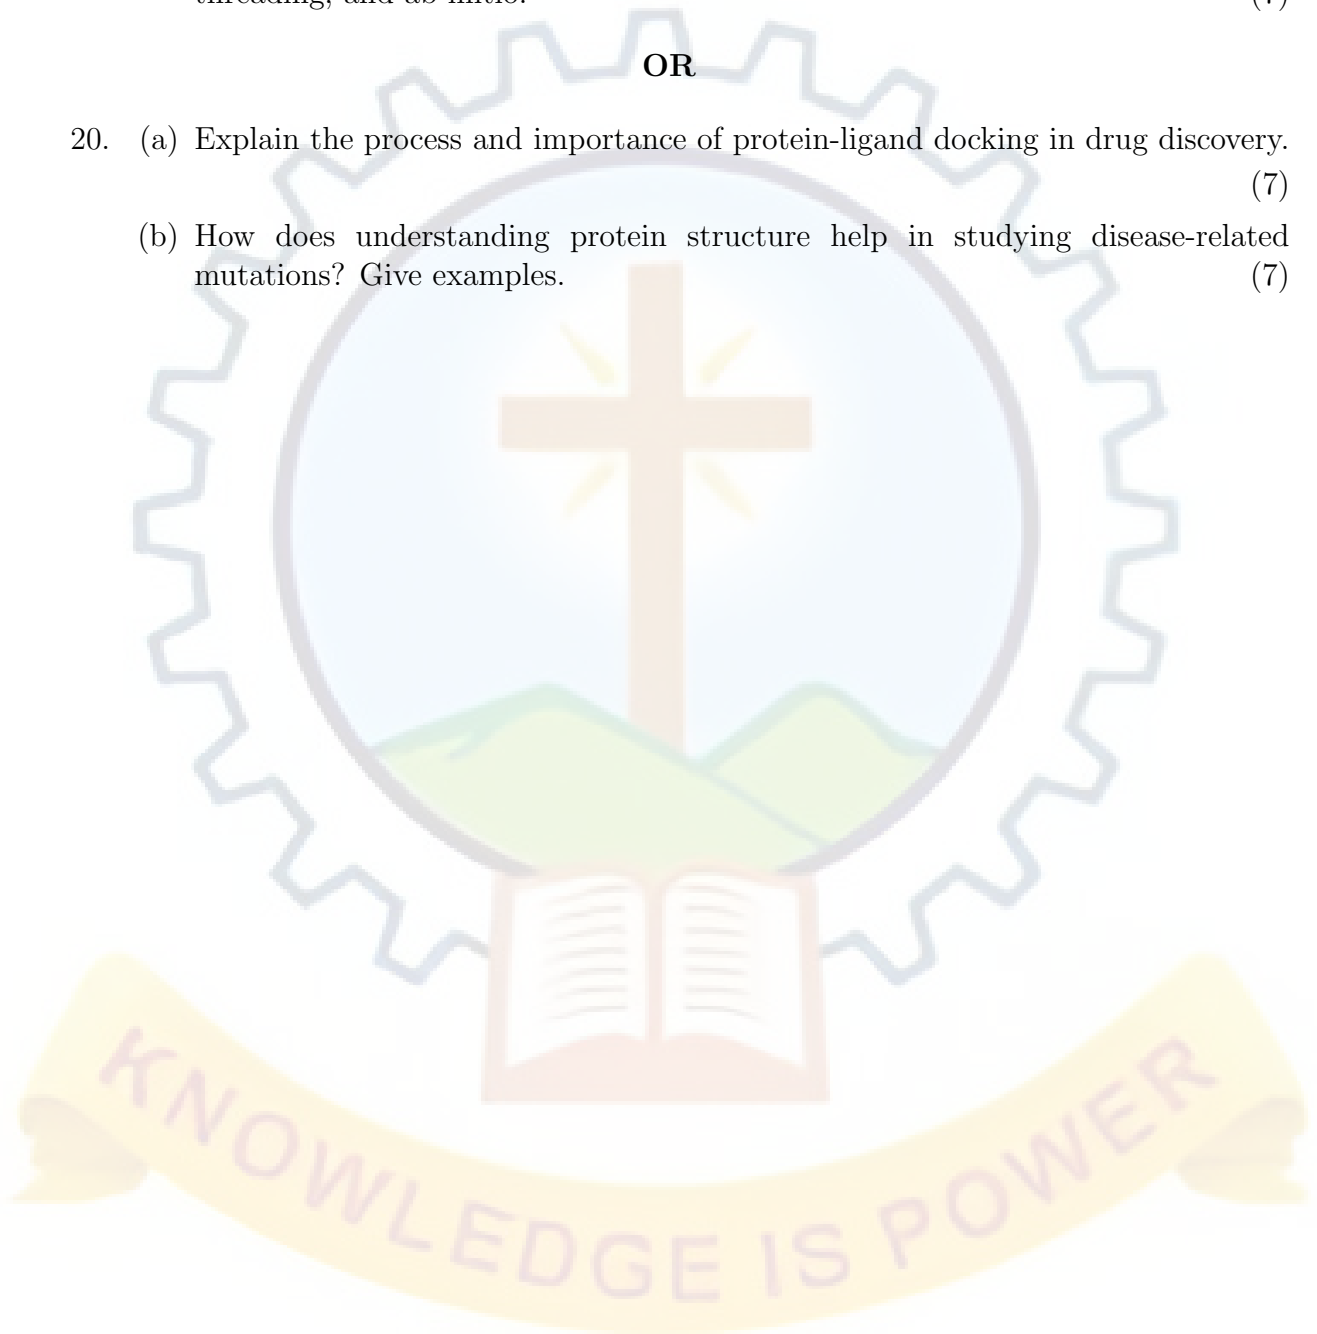 threading, and ab initio. (7)
OR
20. (a) Explain the process and importance of protein-ligand docking in drug discovery.
(7)
(b) How does understanding protein structure help in studying disease-related
mutations? Give examples. (7)
KNOWLEDGE IS POWER